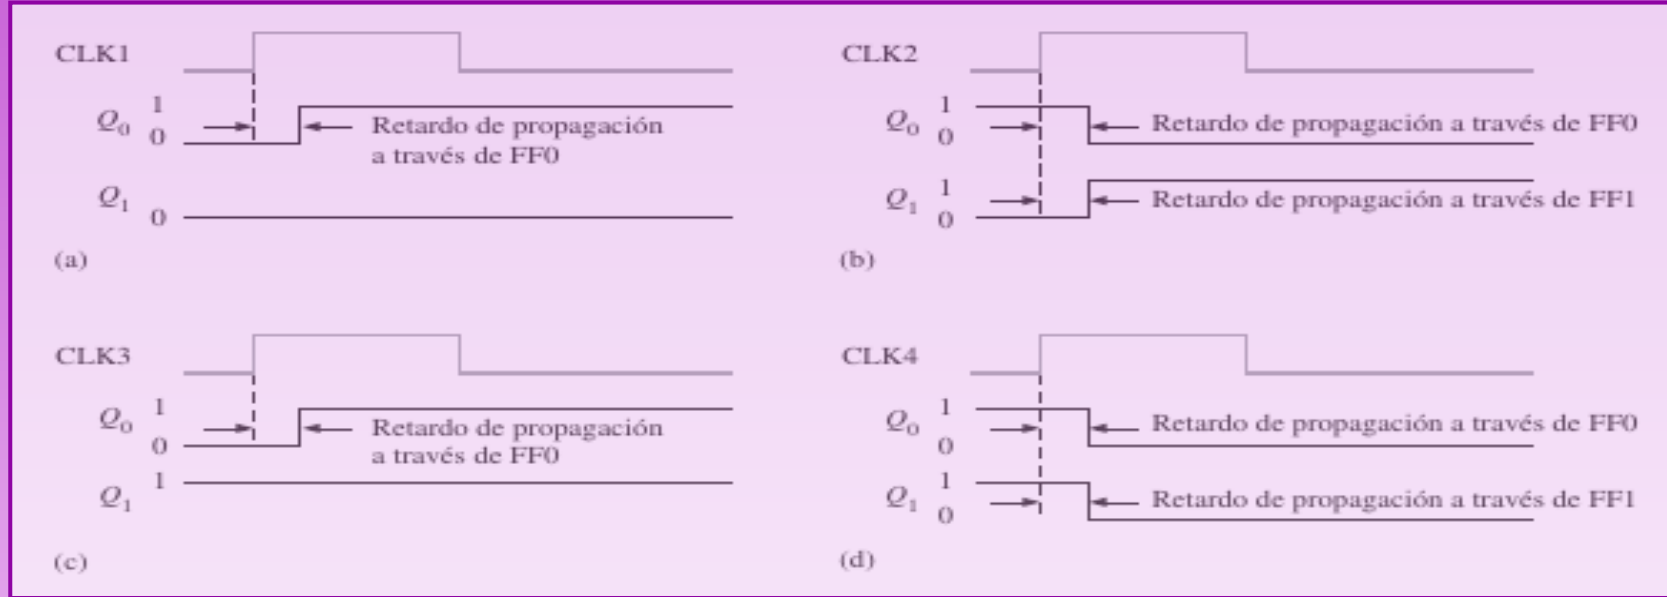 CLK1
Q0 1
0
Retardo de propagación
a través de FF0
Q1
0
(a)
CLK2
Q0 1
0
Retardo de propagación a través de FF0
Q1 1
0
Retardo de propagación a través de FF1
(b)
CLK3
Q0 1
0
Retardo de propagación
a través de FF0
Q1 1
(c)
CLK4
Q0 1
0
Retardo de propagación a través de FF0
Q1 1
0
Retardo de propagación a través de FF1
(d)